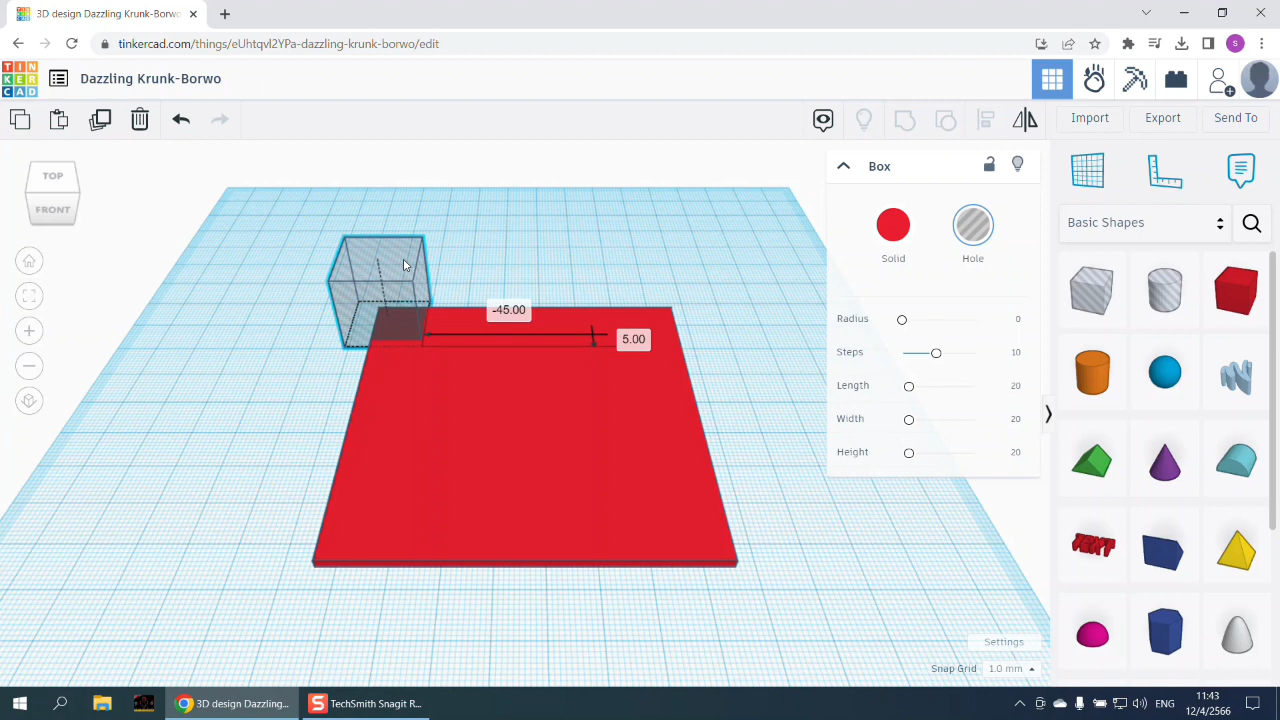 3D design Dazzling Krunk-Borwo
tinkercad.com/things/eUhtqvl2YPa-dazzling-krunk-borwo/edit
S
TIN
KER
CAD
Dazzling Krunk-Borwo
Import
Export
Send To
TOP
FRONT
Box
Solid
Hole
Basic Shapes
-45.00
5.00
Radius 0
Steps 10
Length 20
Width 20
Height 20
TEXT
Settings
Snap Grid 1.0 mm
3D design Dazzling...
S TechSmith Snagit R...
ENG
11:43
12/4/2566